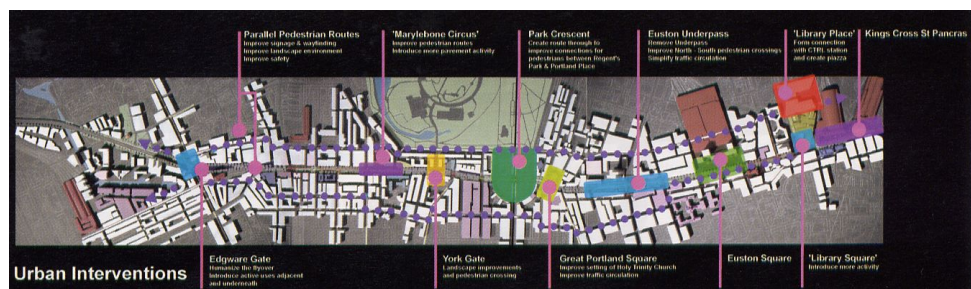 Parallel Pedestrian Routes
Improve signage & wayfinding
Improve landscape environment
Improve safety
'Marylebone Circus'
Improve pedestrian routes
Introduce more pavement activity
Park Crescent
Create route through to
improve connections for
pedestrians between Regent's
Park & Portland Place
Euston Underpass
Remove Underpass
Improve North - South pedestrian crossings
Simplify traffic circulation
'Library Place'
Form connection
with CTRL station
and create piazza
Kings Cross St Pancras
Urban Interventions
Edgware Gate
Humanize the flyover
Introduce active uses adjacent
and underneath
York Gate
Landscape improvements
and pedestrian crossing
Great Portland Square
Improve setting of Holy Trinity Church
Improve traffic circulation
Euston Square
'Library Square'
Introduce more activity